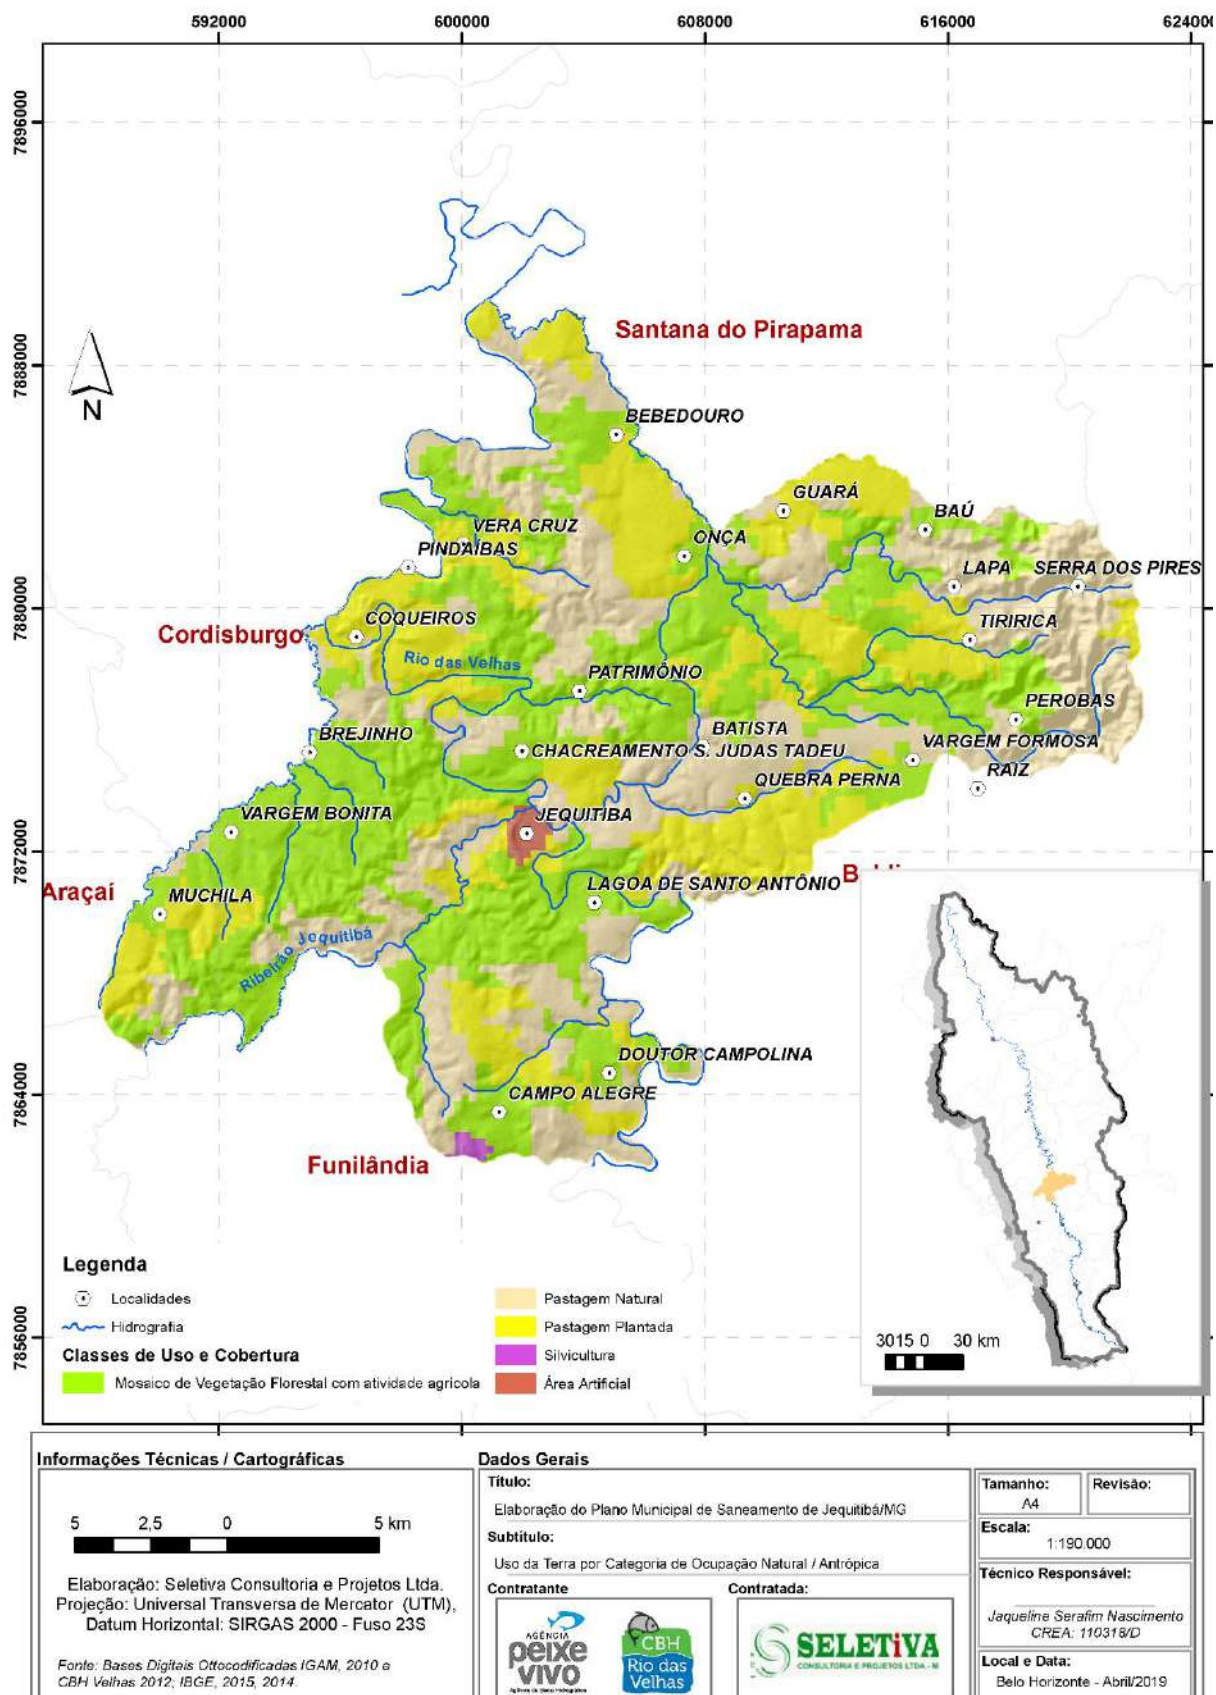 592000 600000 608000 616000 624000
7896000
7888000
7880000
7872000
7864000
7856000
N
Santana do Pirapama
BEBEDOURO
GUARÁ
BAÚ
VERA CRUZ
ONÇA
PINDAÍBAS
LAPA
SERRA DOS PIRES
COQUEIROS
TIRIRICA
Cordisburgo
Rio das Velhas
PATRIMÔNIO
PEROBAS
BREJINHO
BATISTA
CHACREAMENTO S. JUDAS TADEU
VARGEM FORMOSA
QUEBRA PERNA
RAIZ
VARGEM BONITA
JEQUITIBA
Araçaí
MUCHILA
LAGOA DE SANTO ANTÔNIO
Ribeirão Jequitibá
DOUTOR CAMPOLINA
CAMPO ALEGRE
Funilândia
Legenda
Localidades
Hidrografia
Classes de Uso e Cobertura
Mosaico de Vegetação Florestal com atividade agricola
Pastagem Natural
Pastagem Plantada
Silvicultura
Área Artificial
3015 0 30 km
Informações Técnicas / Cartográficas
5 2,5 0 5 km
Elaboração: Seletiva Consultoria e Projetos Ltda.
Projeção: Universal Transversa de Mercator (UTM),
Datum Horizontal: SIRGAS 2000 - Fuso 23S
Fonte: Bases Digitais Ottocodificadas IGAM, 2010 e
CBH Velhas 2012; IBGE, 2015, 2014.
Dados Gerais
Título:
Elaboração do Plano Municipal de Saneamento de Jequitibá/MG
Subtítulo:
Uso da Terra por Categoria de Ocupação Natural / Antrópica
Contratante
AGÊNCIA
peixe
vivo
CBH
Rio das
Velhas
Contratada:
SELETiVA
CONSULTORIA E PROJETOS LTDA - M
Tamanho:
A4
Revisão:
Escala:
1:190.000
Técnico Responsável:
Jaqueline Serafim Nascimento
CREA: 110318/D
Local e Data:
Belo Horizonte - Abril/2019